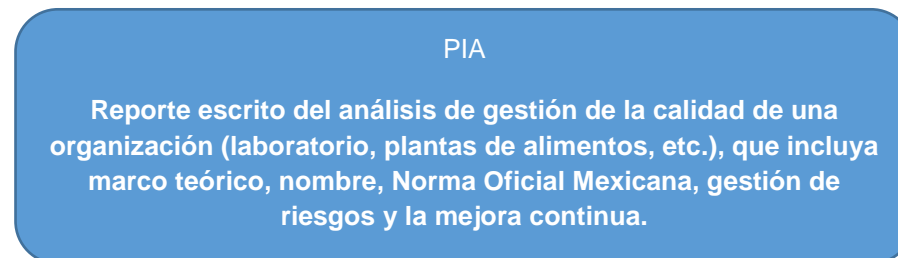 PIA
Reporte escrito del análisis de gestión de la calidad de una
organización (laboratorio, plantas de alimentos, etc.), que incluya
marco teórico, nombre, Norma Oficial Mexicana, gestión de
riesgos y la mejora continua.